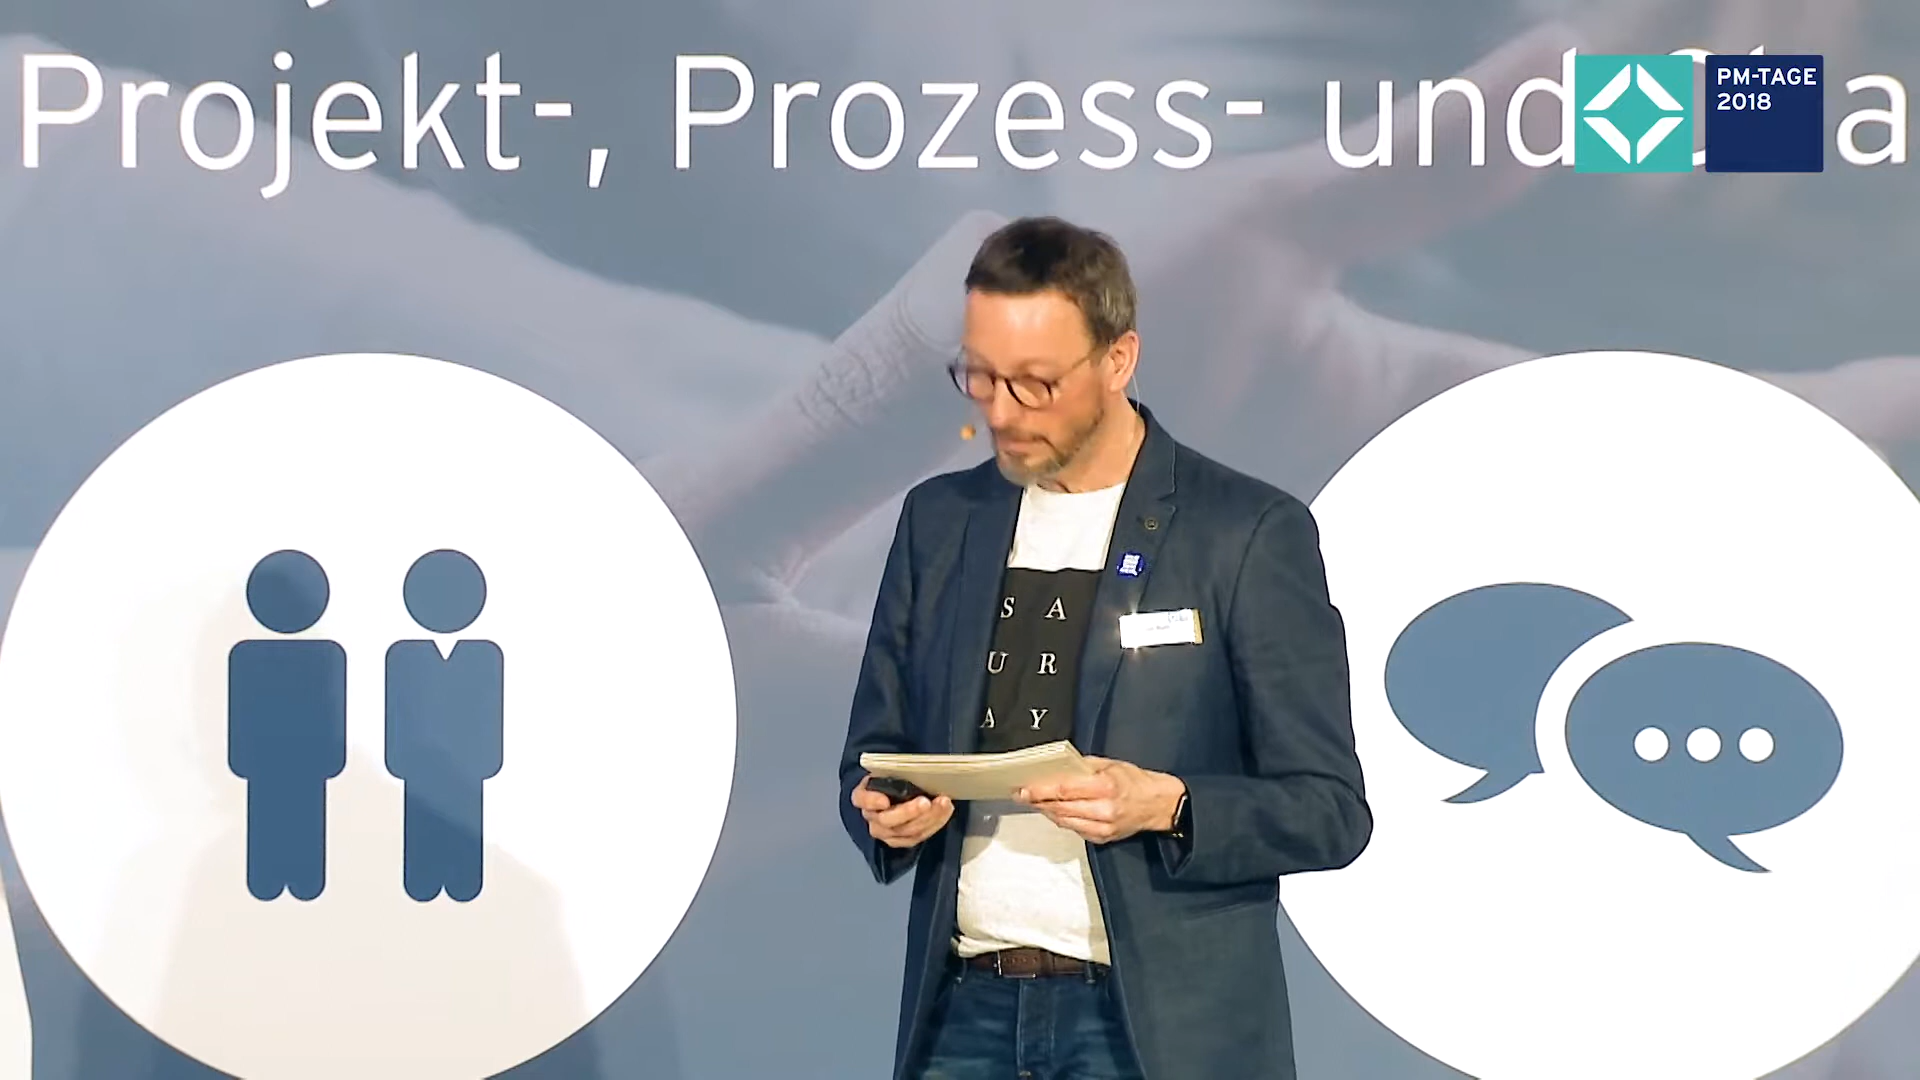 Projekt-, Prozess- und
PM-TAGE
2018
S A
U R
A Y